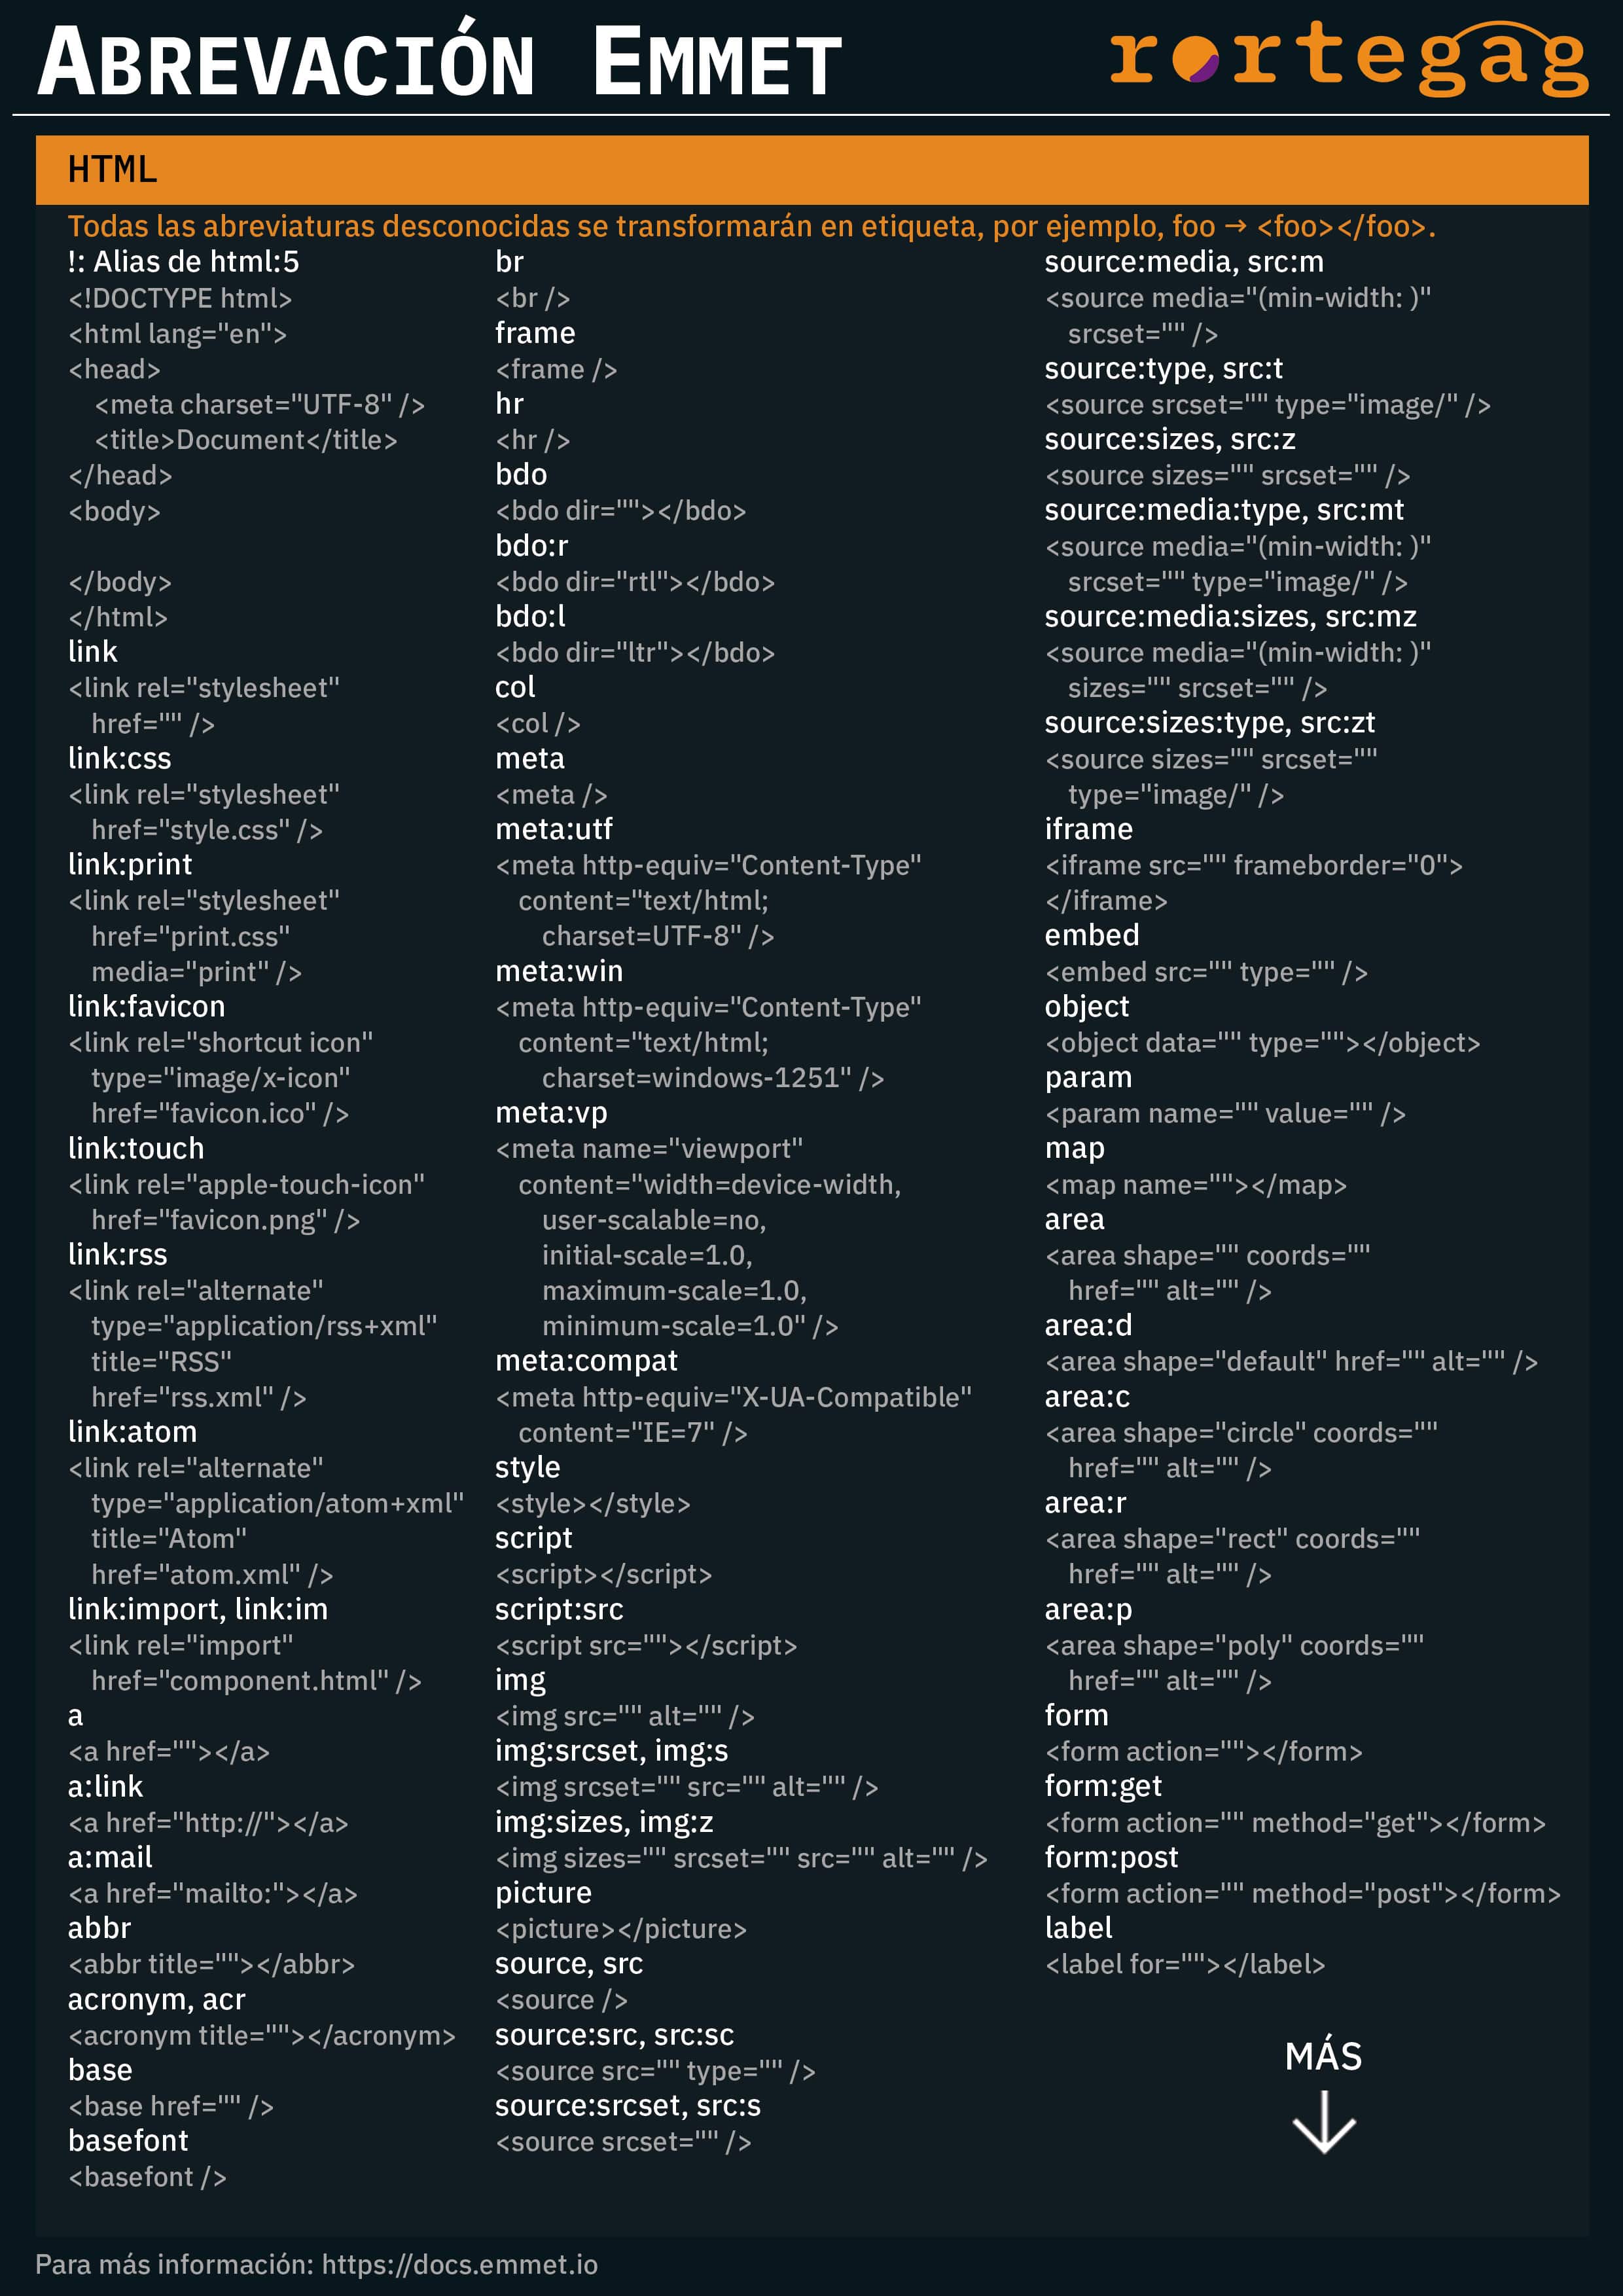 ABREVACIÓN EMMET
rortegag
HTML
Todas las abreviaturas desconocidas se transformarán en etiqueta, por ejemplo, foo → <foo></foo>.
!: Alias de html:5
<!DOCTYPE html>
<html lang="en">
<head>
<meta charset="UTF-8" />
<title>Document</title>
</head>
<body>
</body>
</html>
link
<link rel="stylesheet"
href="" />
link:css
<link rel="stylesheet"
href="style.css" />
link:print
<link rel="stylesheet"
href="print.css"
media="print" />
link:favicon
<link rel="shortcut icon"
type="image/x-icon"
href="favicon.ico" />
link:touch
<link rel="apple-touch-icon"
href="favicon.png" />
link:rss
<link rel="alternate"
type="application/rss+xml"
title="RSS"
href="rss.xml" />
link:atom
<link rel="alternate"
type="application/atom+xml"
title="Atom"
href="atom.xml" />
link:import, link:im
<link rel="import"
href="component.html" />
a
<a href=""></a>
a:link
<a href="http://"></a>
a:mail
<a href="mailto:"></a>
abbr
<abbr title=""></abbr>
acronym, acr
<acronym title=""></acronym>
base
<base href="" />
basefont
<basefont />
br
<br />
frame
<frame />
hr
<hr />
bdo
<bdo dir=""></bdo>
bdo:r
<bdo dir="rtl"></bdo>
bdo:l
<bdo dir="ltr"></bdo>
col
<col />
meta
<meta />
meta:utf
<meta http-equiv="Content-Type"
content="text/html;
charset=UTF-8" />
meta:win
<meta http-equiv="Content-Type"
content="text/html;
charset=windows-1251" />
meta:vp
<meta name="viewport"
content="width=device-width,
user-scalable=no,
initial-scale=1.0,
maximum-scale=1.0,
minimum-scale=1.0" />
meta:compat
<meta http-equiv="X-UA-Compatible"
content="IE=7" />
style
<style></style>
script
<script></script>
script:src
<script src=""></script>
img
<img src="" alt="" />
img:srcset, img:s
<img srcset="" src="" alt="" />
img:sizes, img:z
<img sizes="" srcset="" src="" alt="" />
picture
<picture></picture>
source, src
<source />
source:src, src:sc
<source src="" type="" />
source:srcset, src:s
<source srcset="" />
source:media, src:m
<source media="(min-width: )"
srcset="" />
source:type, src:t
<source srcset="" type="image/" />
source:sizes, src:z
<source sizes="" srcset="" />
source:media:type, src:mt
<source media="(min-width: )"
srcset="" type="image/" />
source:media:sizes, src:mz
<source media="(min-width: )"
sizes="" srcset="" />
source:sizes:type, src:zt
<source sizes="" srcset=""
type="image/" />
iframe
<iframe src="" frameborder="0">
</iframe>
embed
<embed src="" type="" />
object
<object data="" type=""></object>
param
<param name="" value="" />
map
<map name=""></map>
area
<area shape="" coords=""
href="" alt="" />
area:d
<area shape="default" href="" alt="" />
area:c
<area shape="circle" coords=""
href="" alt="" />
area:r
<area shape="rect" coords=""
href="" alt="" />
area:p
<area shape="poly" coords=""
href="" alt="" />
form
<form action=""></form>
form:get
<form action="" method="get"></form>
form:post
<form action="" method="post"></form>
label
<label for=""></label>
MÁS
Para más información: https://docs.emmet.io